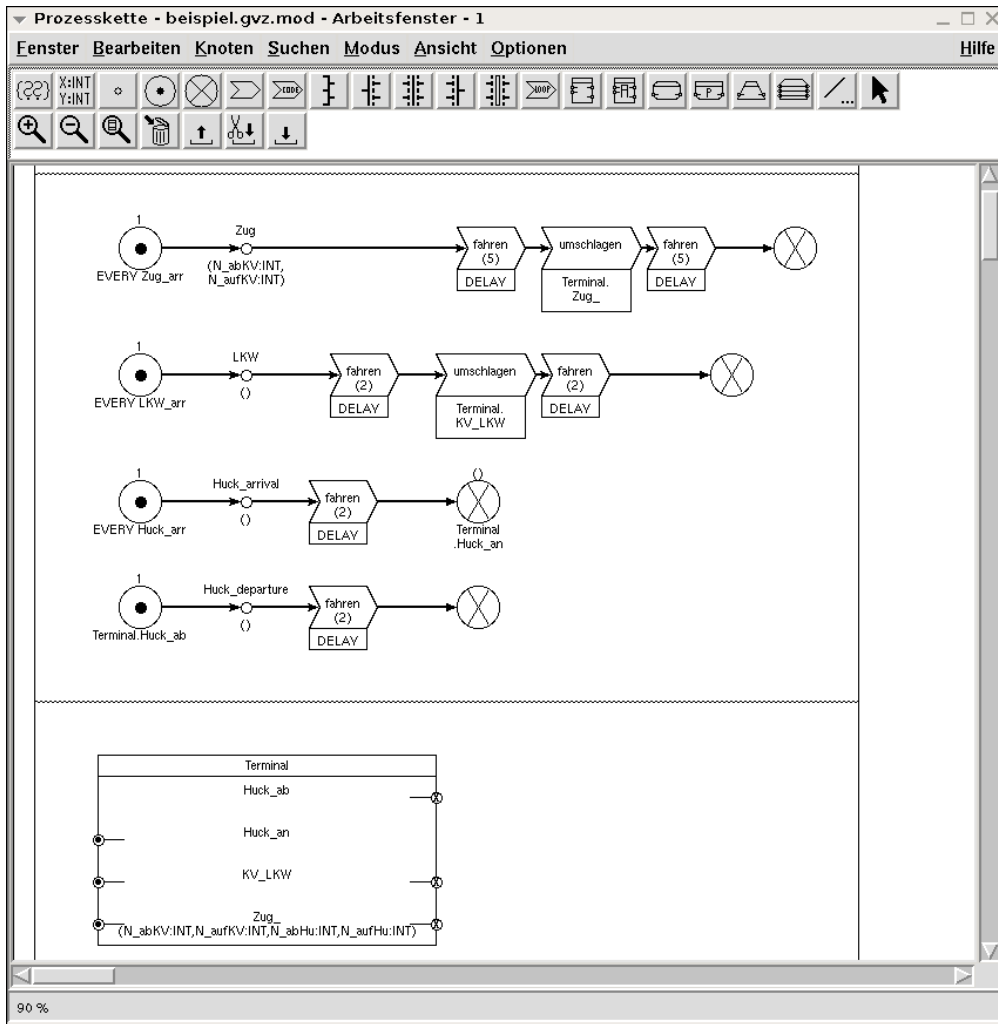 Prozesskette - beispiel.gvz.mod - Arbeitsfenster - 1
Fenster Bearbeiten Knoten Suchen Modus Ansicht Optionen Hilfe
{??} X:INT
Y:INT
CODE
LOOP
A
P
...
1
Zug
EVERY Zug_arr
(N_abKV:INT,
N_aufKV:INT)
fahren
(5)
DELAY
umschlagen
Terminal.
Zug_
fahren
(5)
DELAY
1
LKW
EVERY LKW_arr
()
fahren
(2)
DELAY
umschlagen
Terminal.
KV_LKW
fahren
(2)
DELAY
1
Huck_arrival
EVERY Huck_arr
()
fahren
(2)
DELAY
()
Terminal
.Huck_an
1
Huck_departure
Terminal.Huck_ab
()
fahren
(2)
DELAY
Terminal
Huck_ab
Huck_an
KV_LKW
Zug_
(N_abKV:INT,N_aufKV:INT,N_abHu:INT,N_aufHu:INT)
90 %